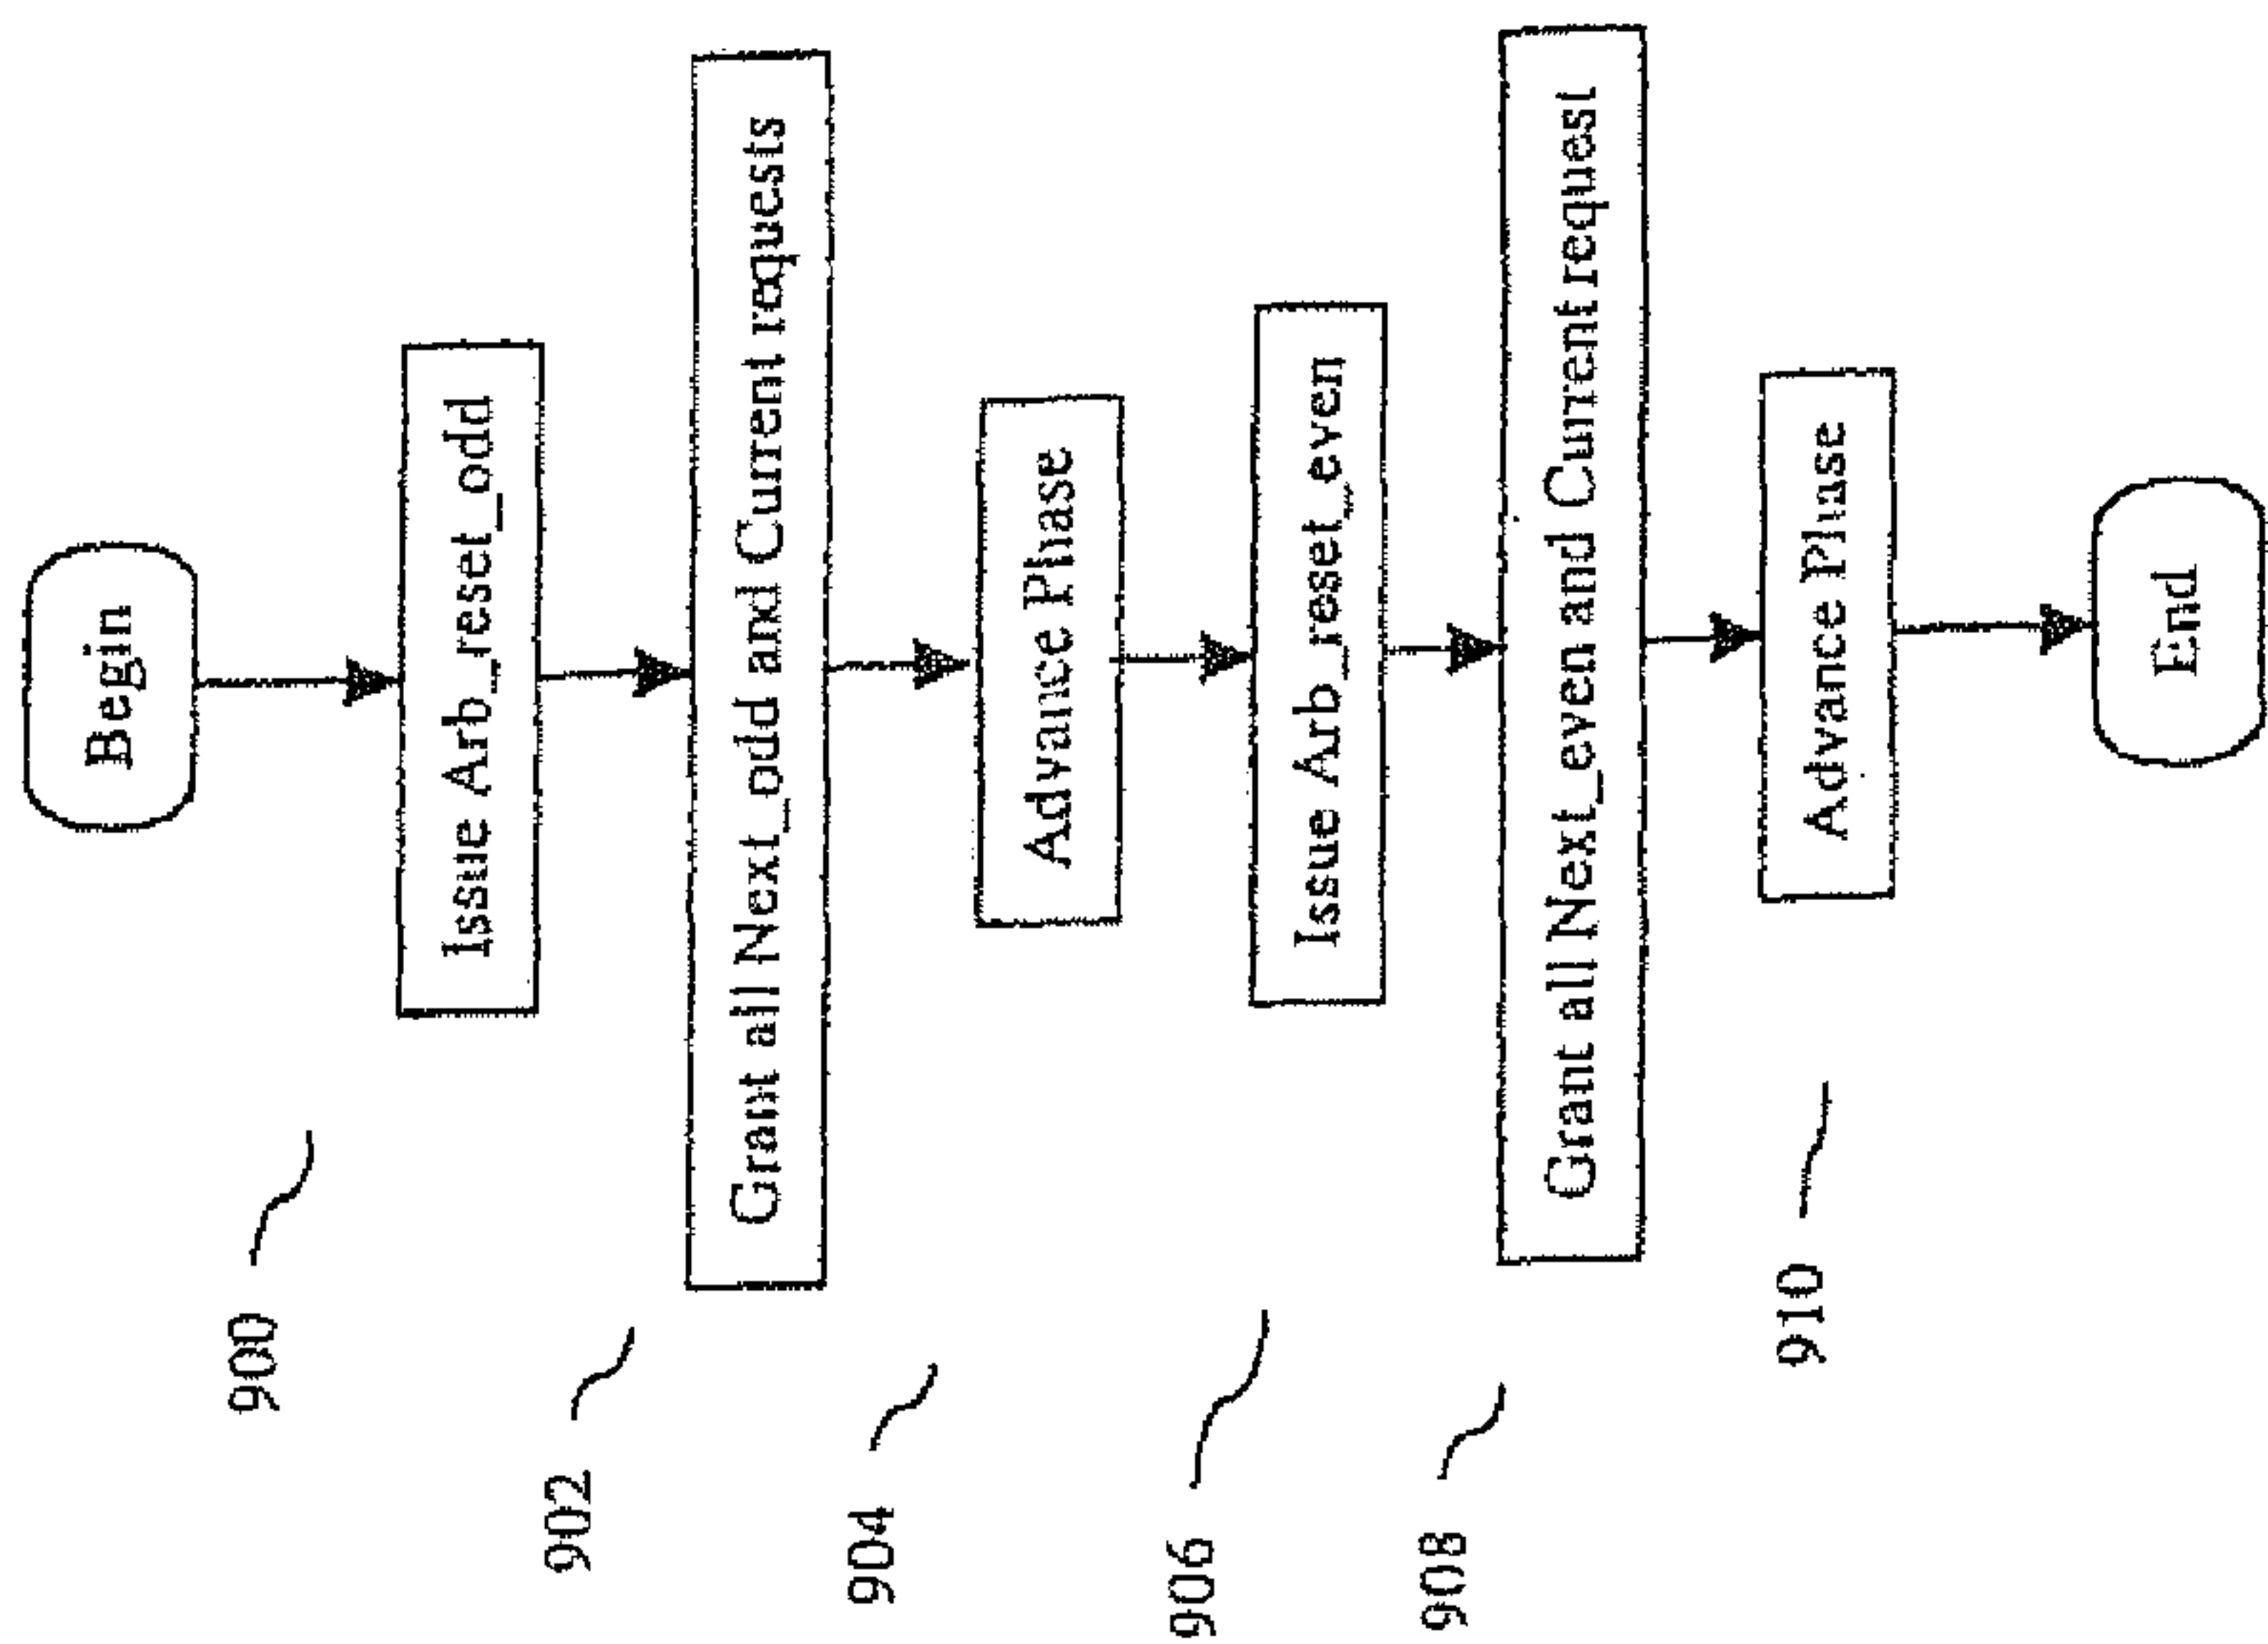 Begin
900
Issue Arb_reset_odd
902
Grant all Next_odd and Current requests
904
Advance Phase
906
Issue Arb_reset_even
908
Grant all Next_even and Current request
910
Advance Phase
End